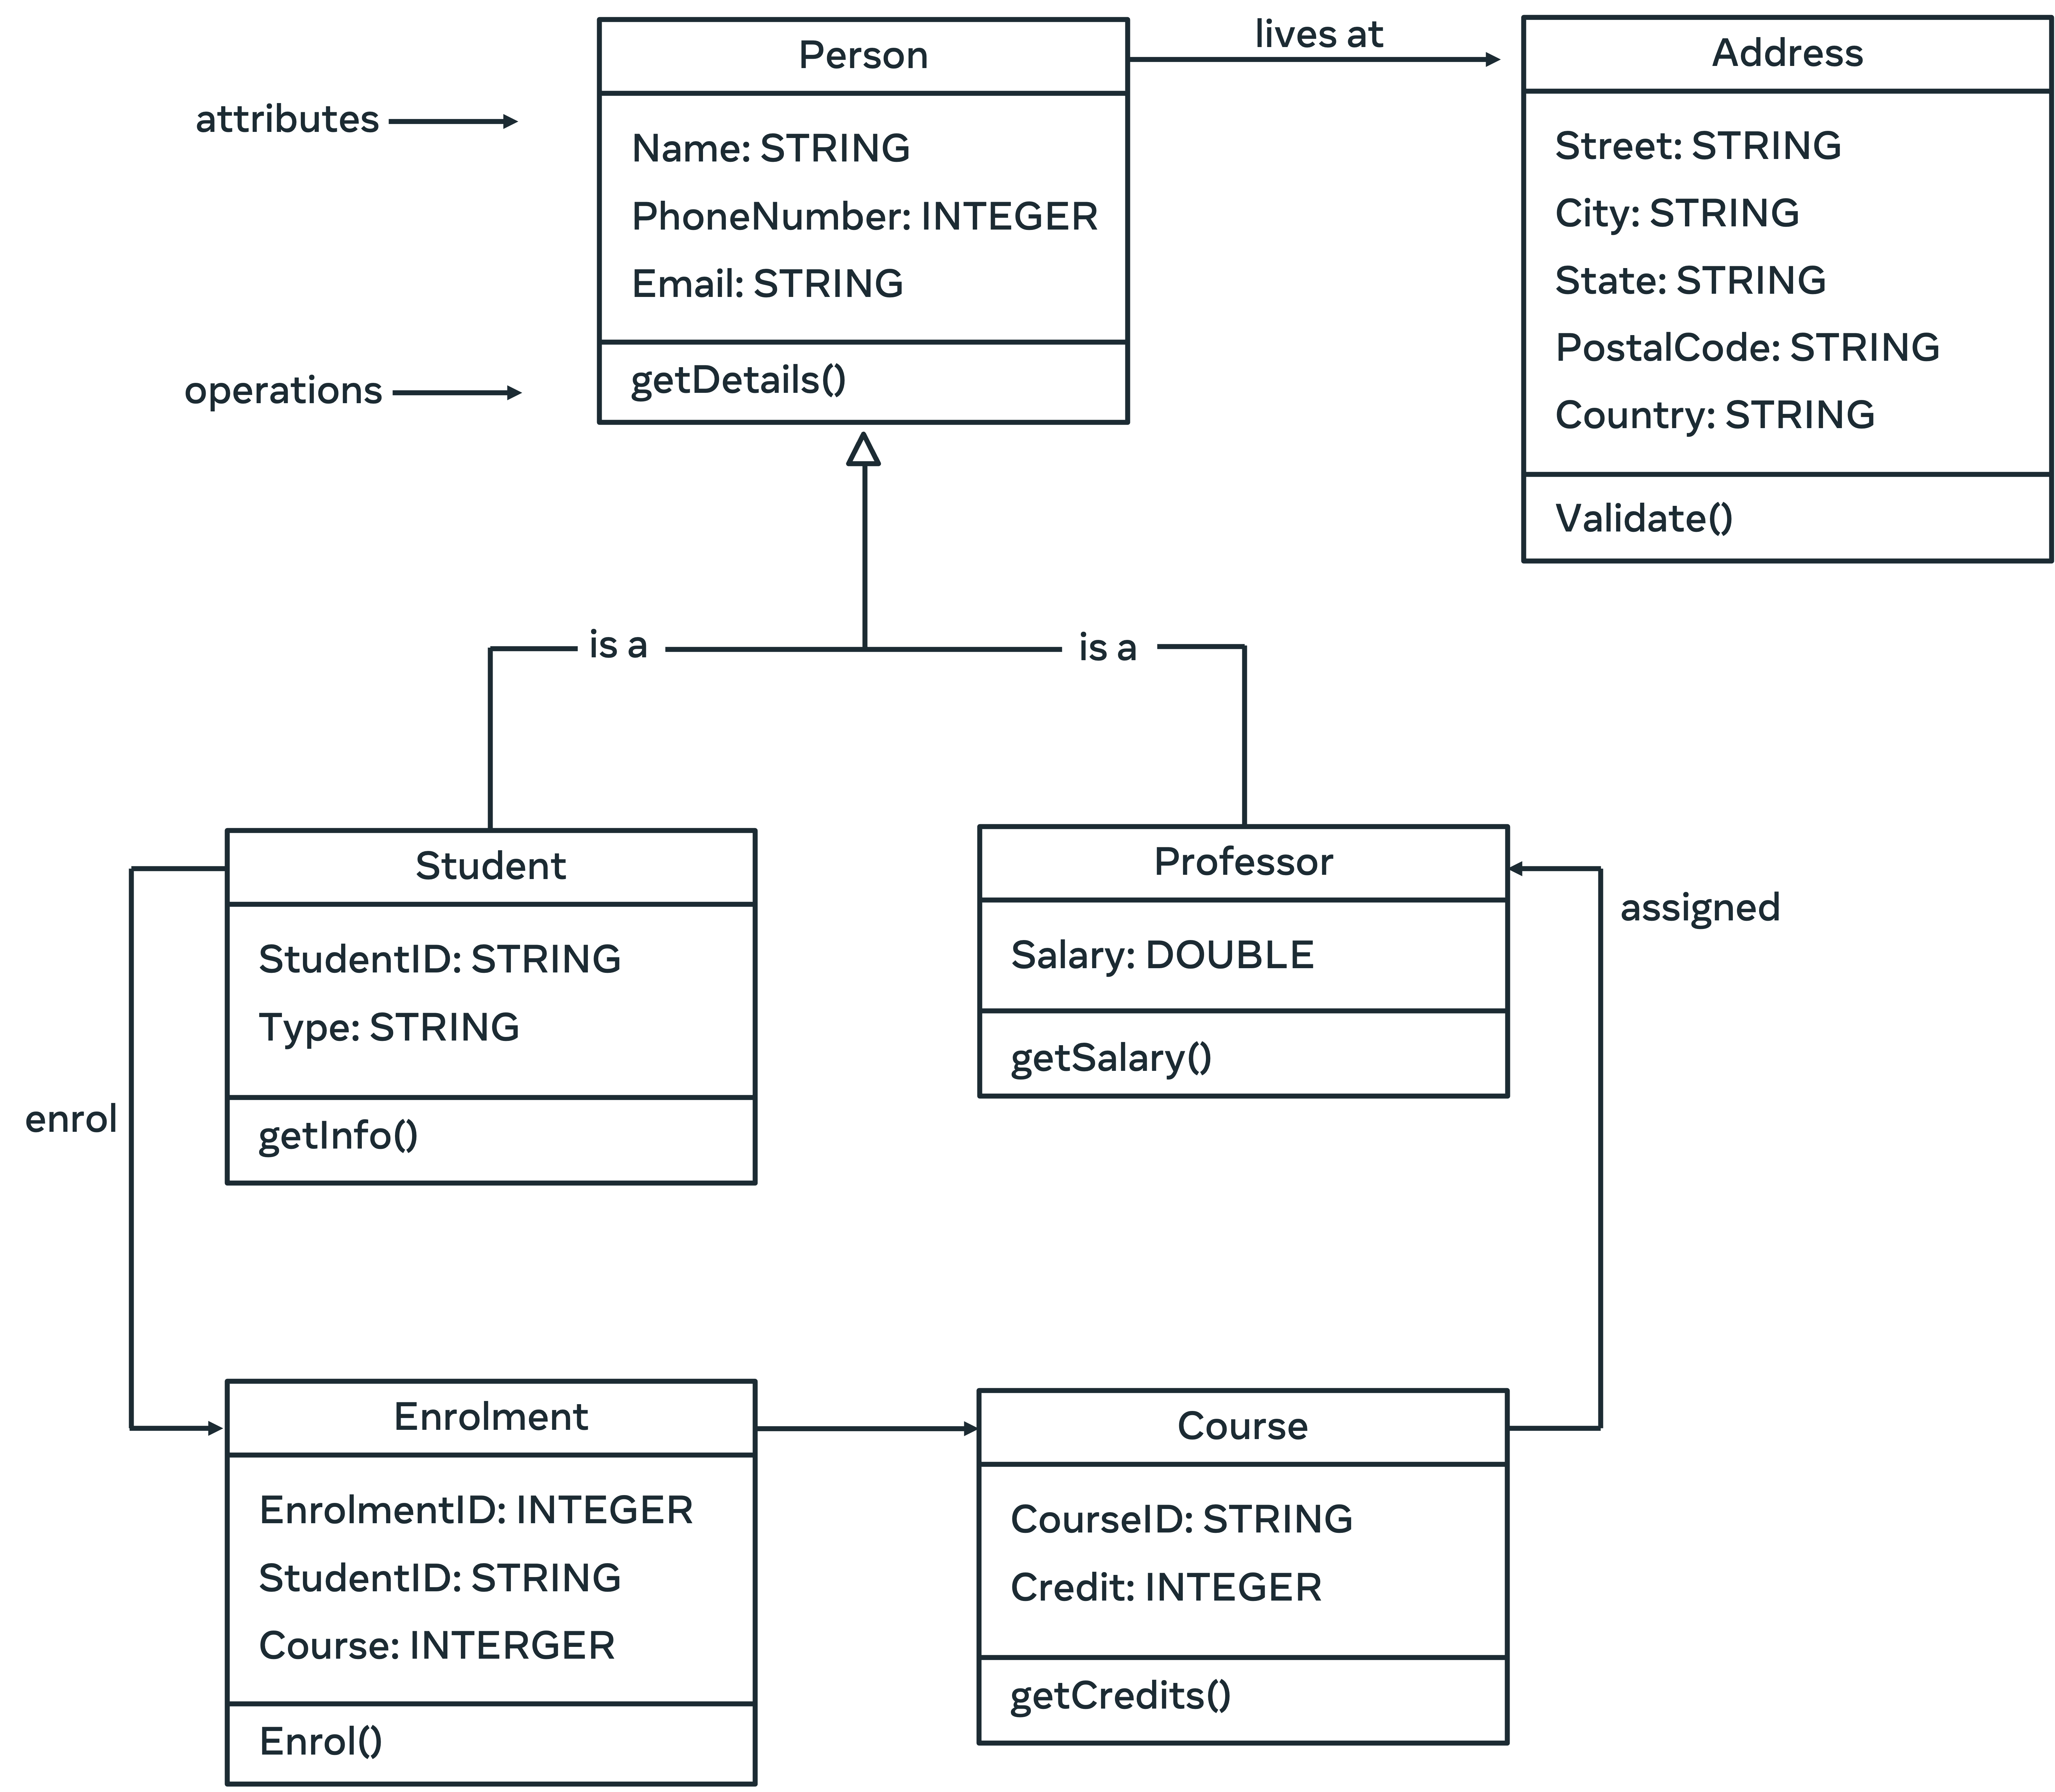 Person
lives at
Address
attributes
Name: STRING
PhoneNumber: INTEGER
Email: STRING
operations
getDetails()
Street: STRING
City: STRING
State: STRING
PostalCode: STRING
Country: STRING
Validate()
is a
is a
Student
StudentID: STRING
Type: STRING
getInfo()
Professor
Salary: DOUBLE
getSalary()
assigned
enrol
Enrolment
EnrolmentID: INTEGER
StudentID: STRING
Course: INTERGER
Enrol()
Course
CourseID: STRING
Credit: INTEGER
getCredits()